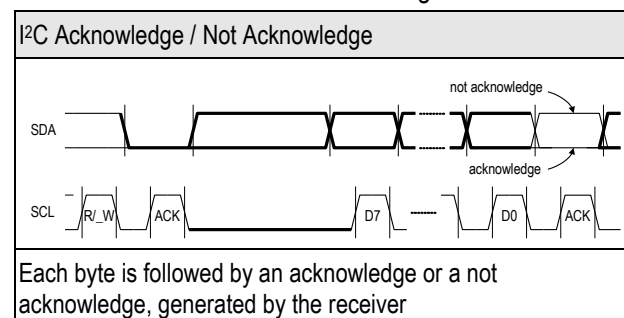 I²C Acknowledge / Not Acknowledge
not acknowledge
SDA
acknowledge
SCL R/_W ACK D7 D0 ACK
Each byte is followed by an acknowledge or a not
acknowledge, generated by the receiver